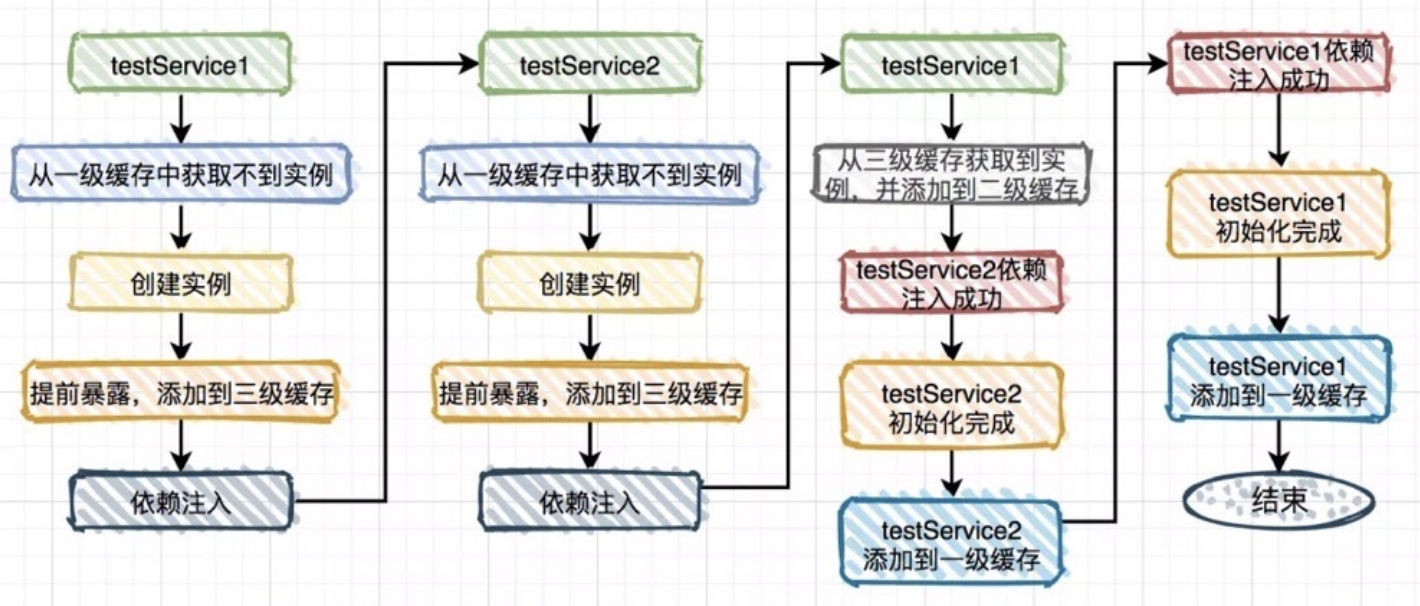 testService1
从一级缓存中获取不到实例
创建实例
提前暴露，添加到三级缓存
依赖注入
testService2
从一级缓存中获取不到实例
创建实例
提前暴露，添加到三级缓存
依赖注入
testService1
从三级缓存获取到实
例，并添加到二级缓存
testService2依赖
注入成功
testService2
初始化完成
testService2
添加到一级缓存
testService1依赖
注入成功
testService1
初始化完成
testService1
添加到一级缓存
结束